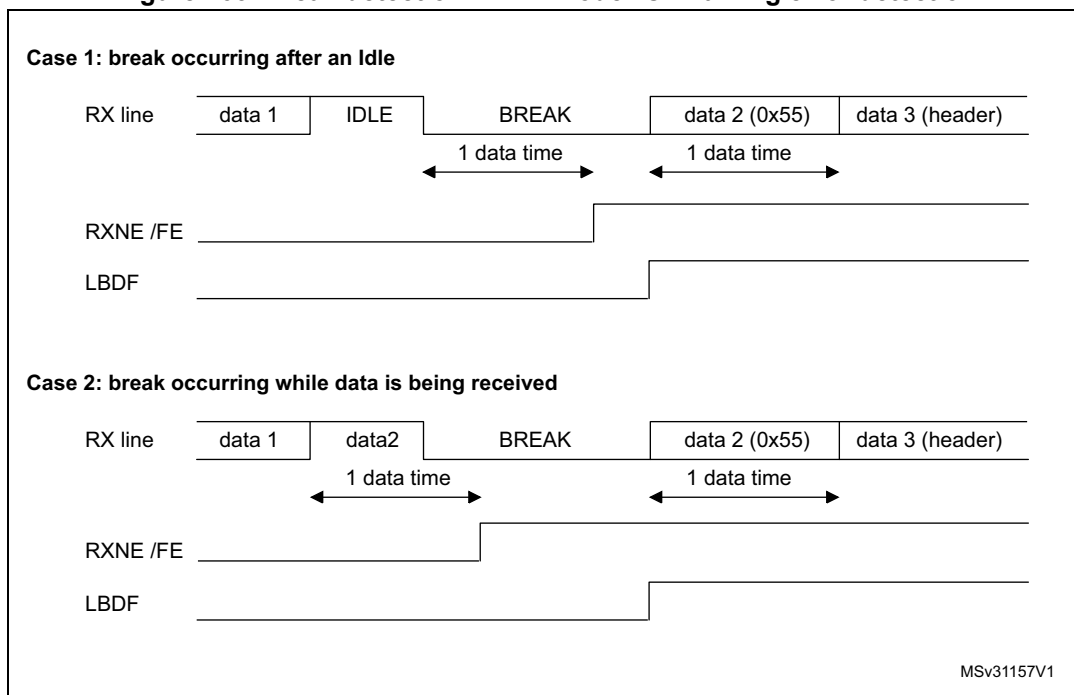 Case 1: break occurring after an Idle
RX line data 1 IDLE BREAK data 2 (0x55) data 3 (header)
1 data time 1 data time
RXNE /FE
LBDF
Case 2: break occurring while data is being received
RX line data 1 data2 BREAK data 2 (0x55) data 3 (header)
1 data time 1 data time
RXNE /FE
LBDF
MSv31157V1